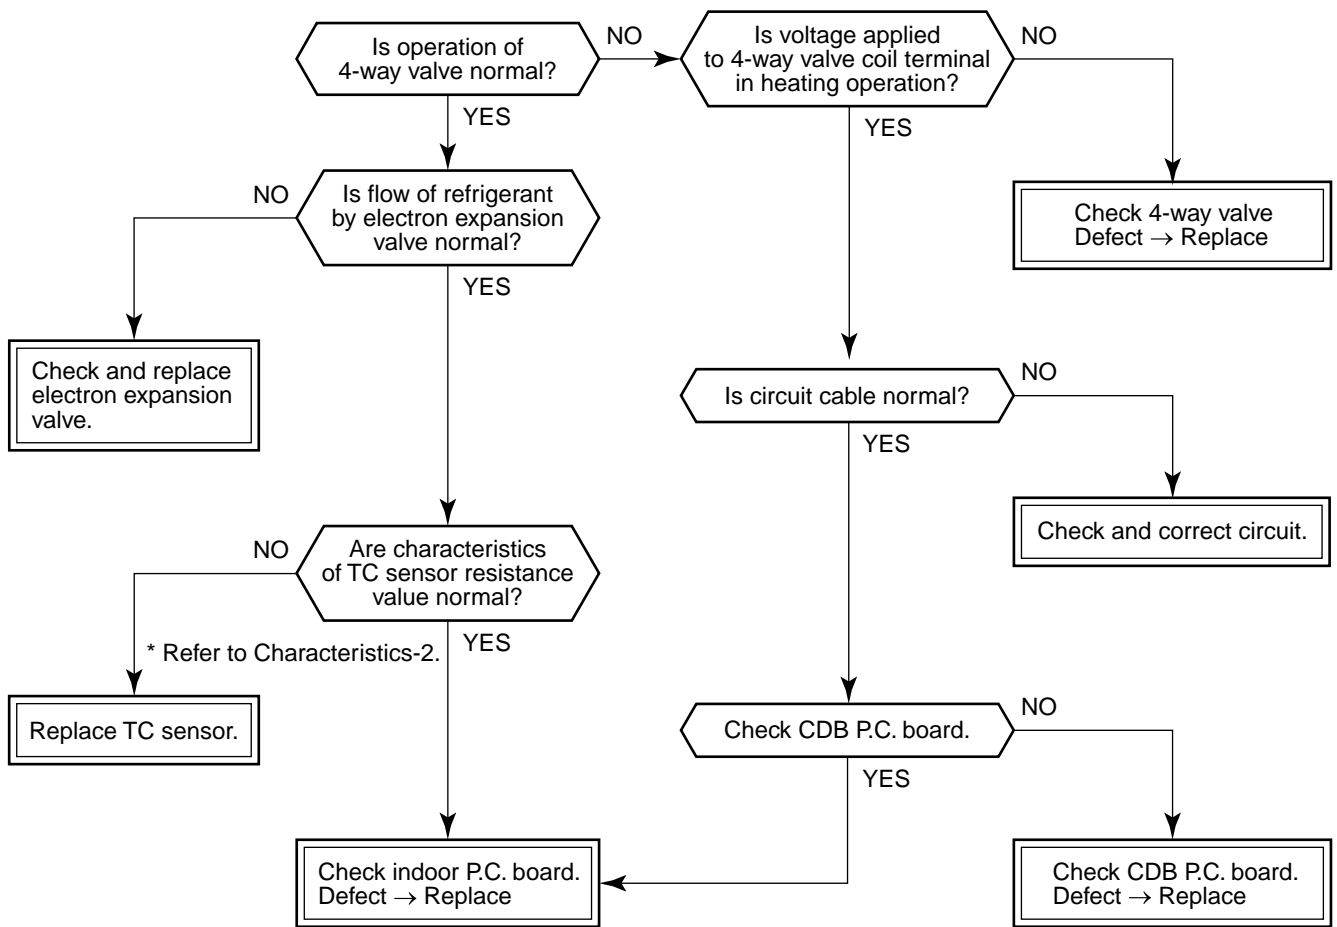 Is operation of
4-way valve normal?
NO
YES
Is voltage applied
to 4-way valve coil terminal
in heating operation?
NO
YES
Check 4-way valve
Defect → Replace
Is flow of refrigerant
by electron expansion
valve normal?
NO
YES
Check and replace
electron expansion
valve.
Is circuit cable normal?
NO
YES
Check and correct circuit.
Are characteristics
of TC sensor resistance
value normal?
NO
YES
* Refer to Characteristics-2.
Replace TC sensor.
Check CDB P.C. board.
NO
YES
Check indoor P.C. board.
Defect → Replace
Check CDB P.C. board.
Defect → Replace